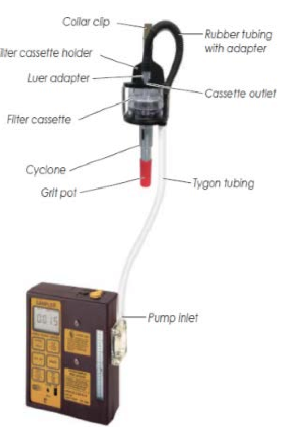 Collar clip
Rubber tubing
with adapter
ilter cassette holder
Luer adapter
Cassette outlet
Filter cassette
Cyclone
Grit pot
Tygon tubing
Pump inlet